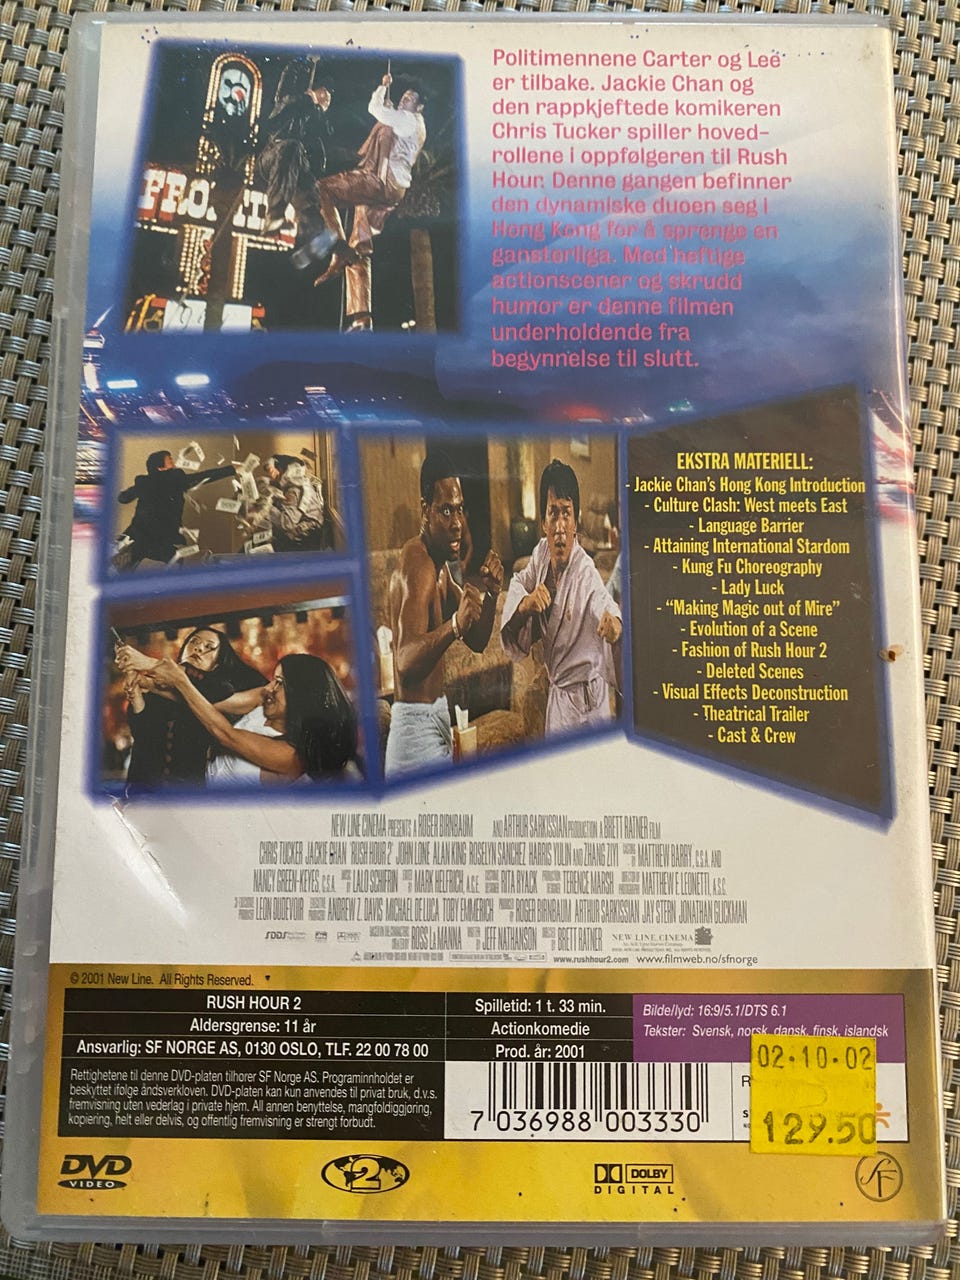 Politimennene Carter og Lee
er tilbake. Jackie Chan og
den rappkjeftede komikeren
Chris Tucker spiller hoved-
rollene i oppfølgeren til Rush
Hour. Denne gangen befinner
den dynamiske duoen seg i
Hong Kong for å sprenge en
gansterliga. Med heftige
actionscener og skrudd
humor er denne filmen
underholdende fra
begynnelse til slutt.
EKSTRA MATERIELL:
- Jackie Chan's Hong Kong Introduction
- Culture Clash: West meets East
- Language Barrier
- Attaining International Stardom
- Kung Fu Choreography
- Lady Luck
- "Making Magic out of Mire"
- Evolution of a Scene
- Fashion of Rush Hour 2
- Deleted Scenes
- Visual Effects Deconstruction
- Theatrical Trailer
- Cast & Crew
NEW LINE CINEMA PRESENTS A ROGER BIRNBAUM AND ARTHUR SARKISSIAN PRODUCTION A BRETT RATNER FILM
CHRIS TUCKER JACKIE CHAN "RUSH HOUR 2" JOHN LONE ALAN KING ROSELYN SANCHEZ HARRIS YULIN AND ZHANG ZIYI MATTHEW BARRY, C.S.A. AND
NANCY GREEN-KEYES, C.S.A. LALO SCHIFRIN MARK HELFRICH, A.C.E. RITA RYACK TERENCE MARSH MATTHEW F. LEONETTI, A.S.C.
LEON DUDEVOIR ANDREW Z. DAVIS MICHAEL DE LUCA TOBY EMMERICH ROGER BIRNBAUM ARTHUR SARKISSIAN JAY STERN JONATHAN GLICKMAN
SDDS ROSS LAMANNA JEFF NATHANSON BRETT RATNER NEW LINE CINEMA
www.rushhour2.com www.filmweb.no/sfnorge
© 2001 New Line. All Rights Reserved.
RUSH HOUR 2
Aldersgrense: 11 år
Ansvarlig: SF NORGE AS, 0130 OSLO, TLF. 22 00 78 00
Spilletid: 1 t. 33 min.
Actionkomedie
Prod. år: 2001
Bilde/lyd: 16:9/5.1/DTS 6.1
Tekster: Svensk, norsk, dansk, finsk, islandsk
Rettighetene til denne DVD-platen tilhører SF Norge AS. Programinnholdet er
beskyttet ifølge åndsverkloven. DVD-platen kan kun anvendes til privat bruk, d.v.s.
fremvisning uten vederlag i private hjem. All annen benyttelse, mangfoldiggjøring,
kopiering, helt eller delvis, og offentlig fremvisning er strengt forbudt.
7 036988 003330
02·10·02
129.50
DVD
VIDEO
2
DOLBY
DIGITAL
SF